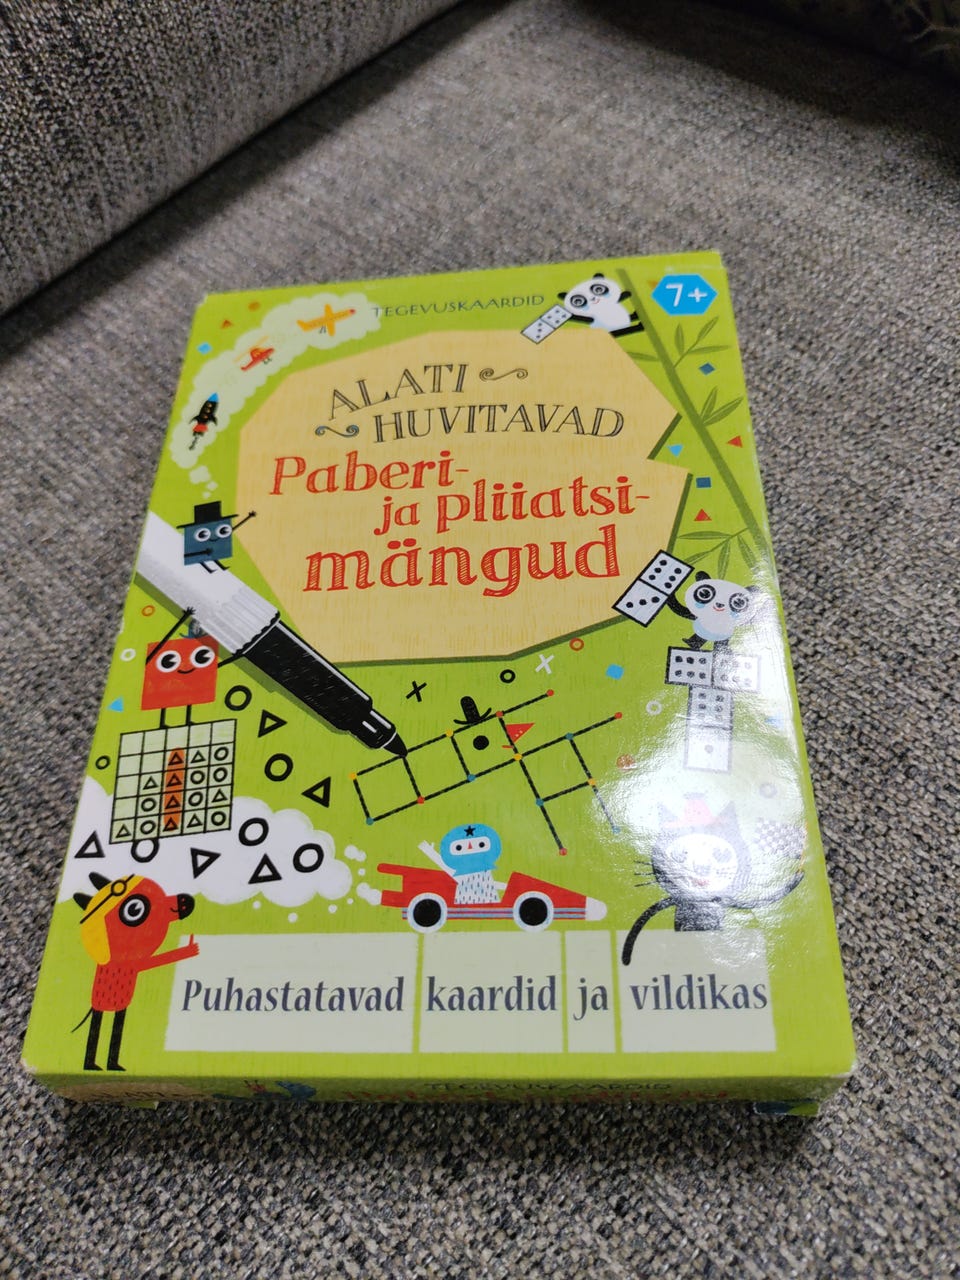 TEGEVUSKAARDID
7+
ALATI
HUVITAVAD
Paberi-
ja pliiatsi-
mängud
Puhastatavad kaardid ja vildikas
TEGEVUSKAARDID